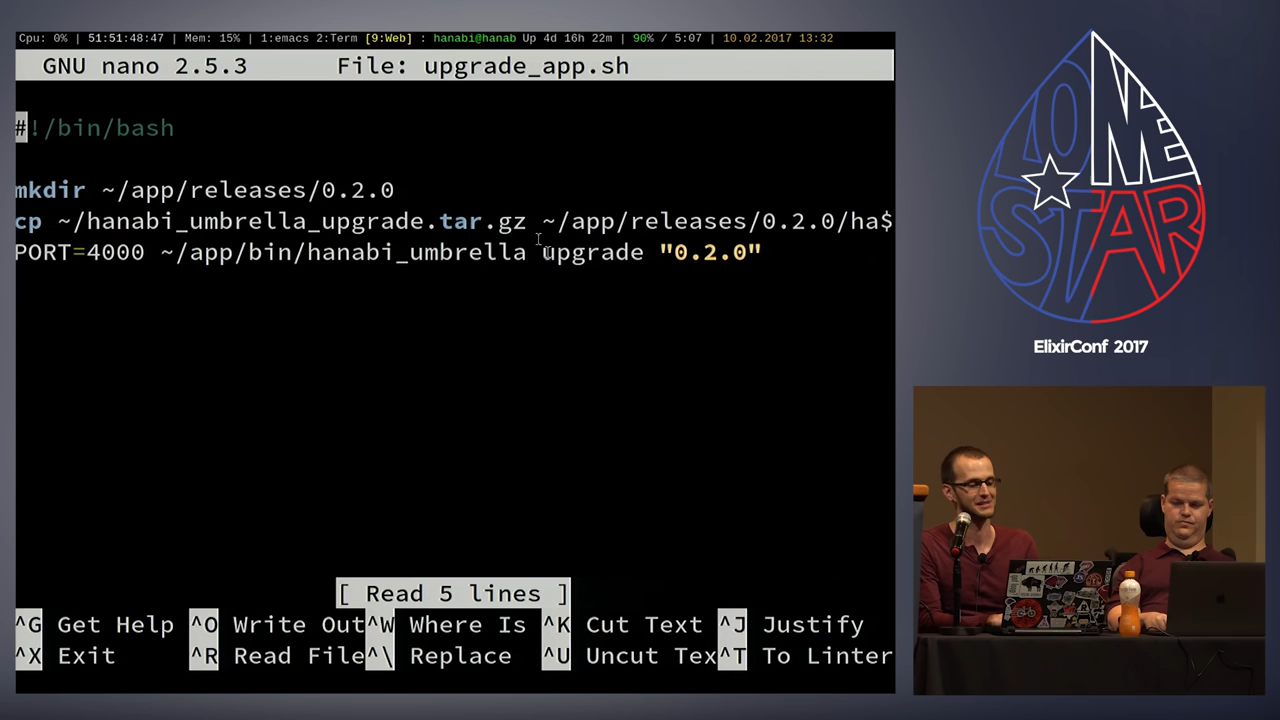 Cpu: 0% | 51:51:48:47 | Mem: 15% | 1:emacs 2:Term [9:Web] : hanabi@hanab Up 4d 16h 22m | 90% / 5:07 | 10.02.2017 13:32
GNU nano 2.5.3 File: upgrade_app.sh
#!/bin/bash
mkdir ~/app/releases/0.2.0
cp ~/hanabi_umbrella_upgrade.tar.gz ~/app/releases/0.2.0/ha$
PORT=4000 ~/app/bin/hanabi_umbrella upgrade "0.2.0"
[ Read 5 lines ]
^G Get Help ^O Write Out ^W Where Is ^K Cut Text ^J Justify
^X Exit ^R Read File ^\ Replace ^U Uncut Tex ^T To Linter
LONE
STAR
ElixirConf 2017